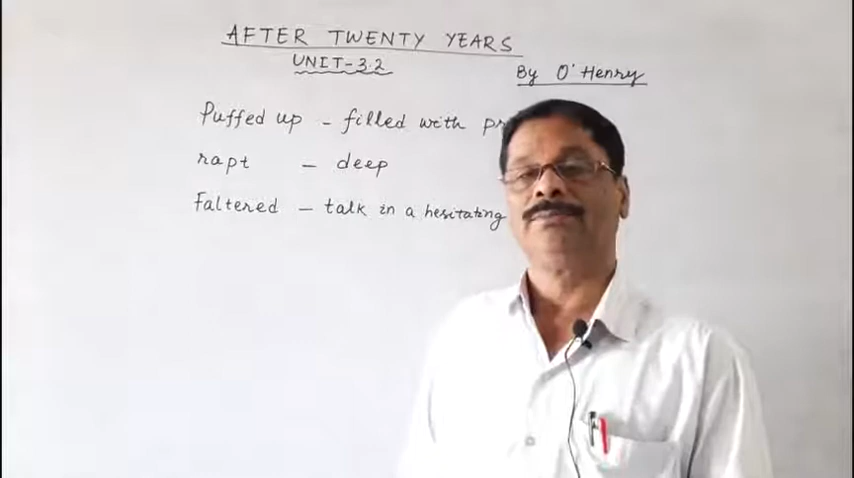 AFTER TWENTY YEARS
UNIT-3.2
By O'Henry
Puffed up - filled with
rapt - deep
Faltered - talk in a hesitating